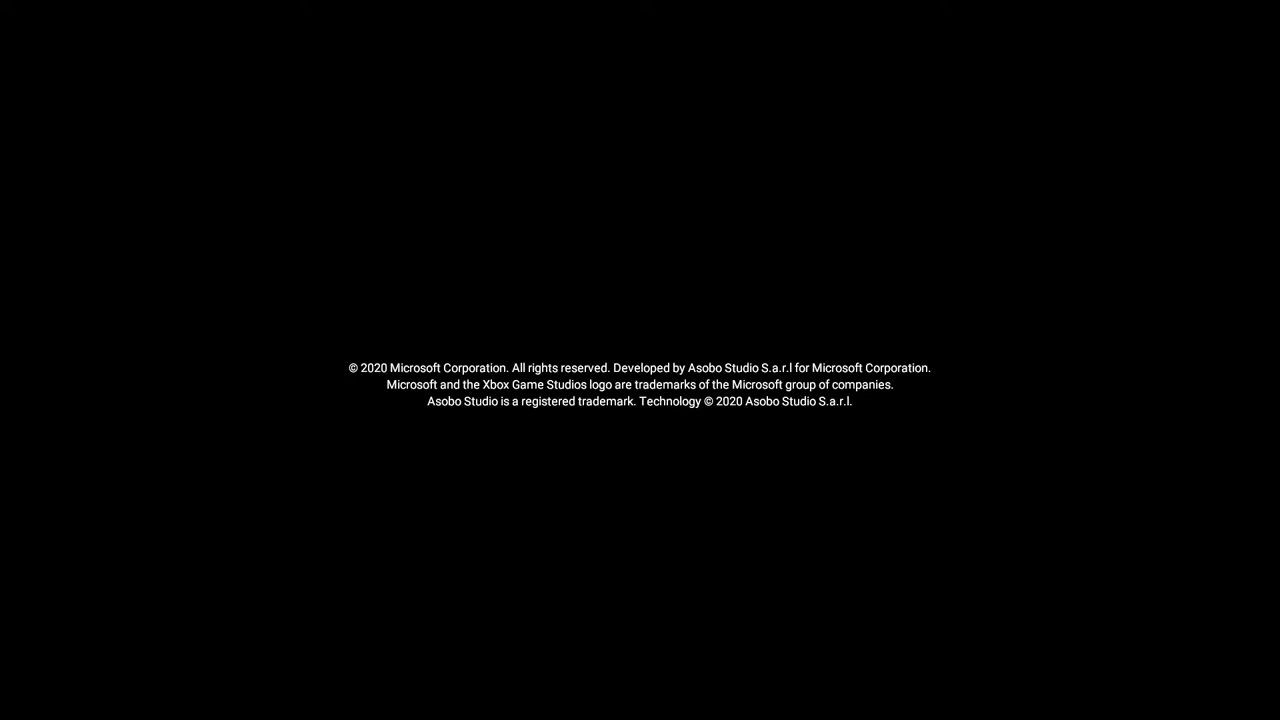 © 2020 Microsoft Corporation. All rights reserved. Developed by Asobo Studio S.a.r.l for Microsoft Corporation.
Microsoft and the Xbox Game Studios logo are trademarks of the Microsoft group of companies.
Asobo Studio is a registered trademark. Technology © 2020 Asobo Studio S.a.r.l.